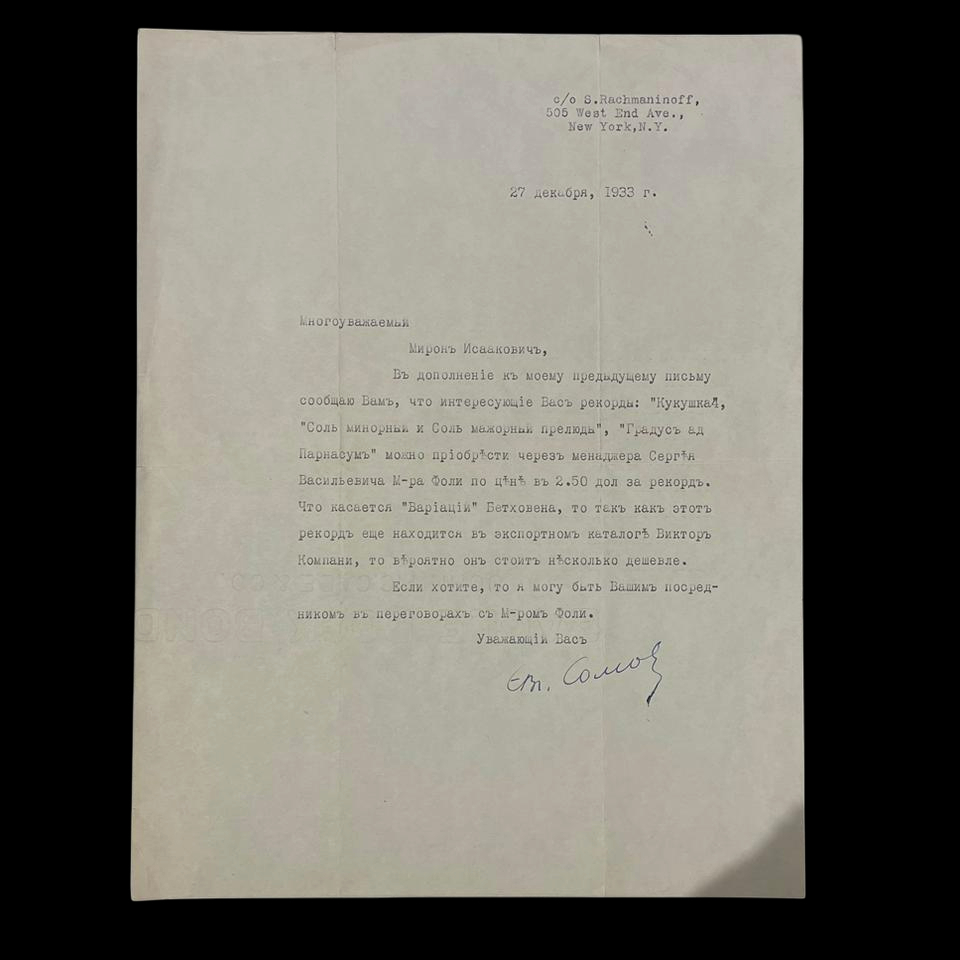 c/o S.Rachmaninoff,
505 West End Ave.,
New York,N.Y.
27 декабря, 1933 г.
Многоуважаемый
Миронъ Исааковичъ,
Въ дополненіе къ моему предыдущему письму
сообщаю Вамъ, что интересующіе Васъ рекорды: "Кукушка4,
"Соль минорный и Соль мажорный прелюды", "Градусъ ад
Парнасумъ" можно пріобрѣсти черезъ менаджера Сергѣя
Васильевича М-ра Фоли по цѣнѣ въ 2.50 дол за рекордъ.
Что касается "Варіацій" Бетховена, то такъ какъ этотъ
рекордъ еще находится въ экспортномъ каталогѣ Викторъ
Компани, то вѣроятно онъ стоитъ нѣсколько дешевле.
Если хотите, то я могу быть Вашимъ посред-
никомъ въ переговорахъ съ М-ромъ Фоли.
Уважающій Васъ
Евг. Сомов